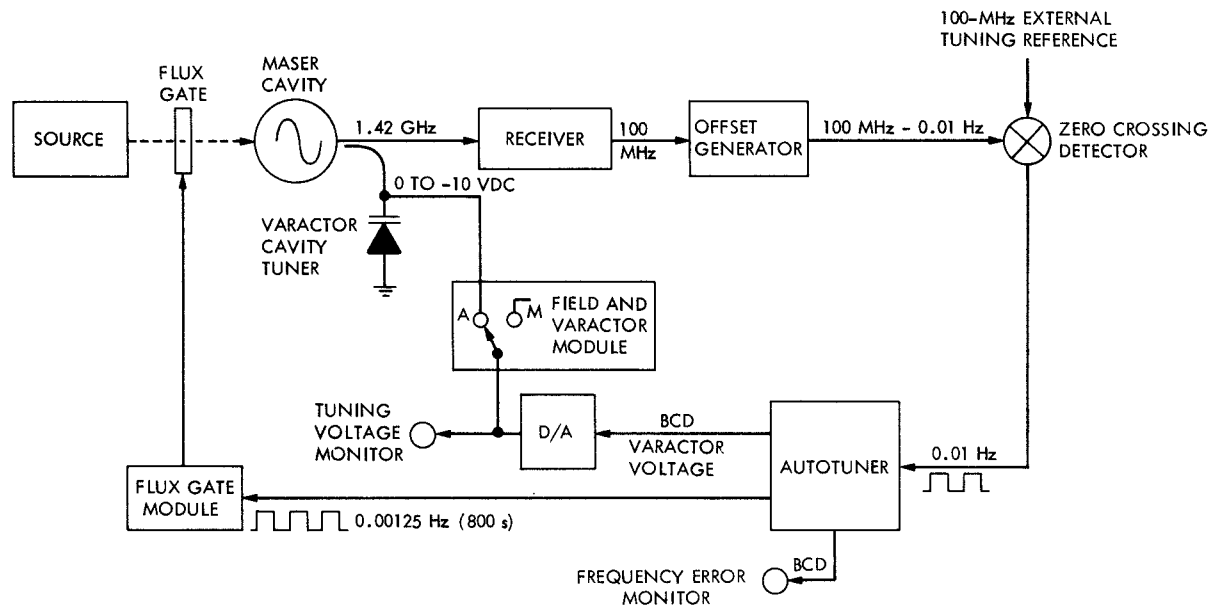 100-MHz EXTERNAL
TUNING REFERENCE
FLUX
GATE
MASER
CAVITY
SOURCE
1.42 GHz
RECEIVER
100
MHz
OFFSET
GENERATOR
100 MHz - 0.01 Hz
ZERO CROSSING
DETECTOR
0 TO -10 VDC
VARACTOR
CAVITY
TUNER
A
M
FIELD AND
VARACTOR
MODULE
TUNING
VOLTAGE
MONITOR
D/A
BCD
VARACTOR
VOLTAGE
AUTOTUNER
0.01 Hz
FLUX GATE
MODULE
0.00125 Hz (800 s)
BCD
FREQUENCY ERROR
MONITOR